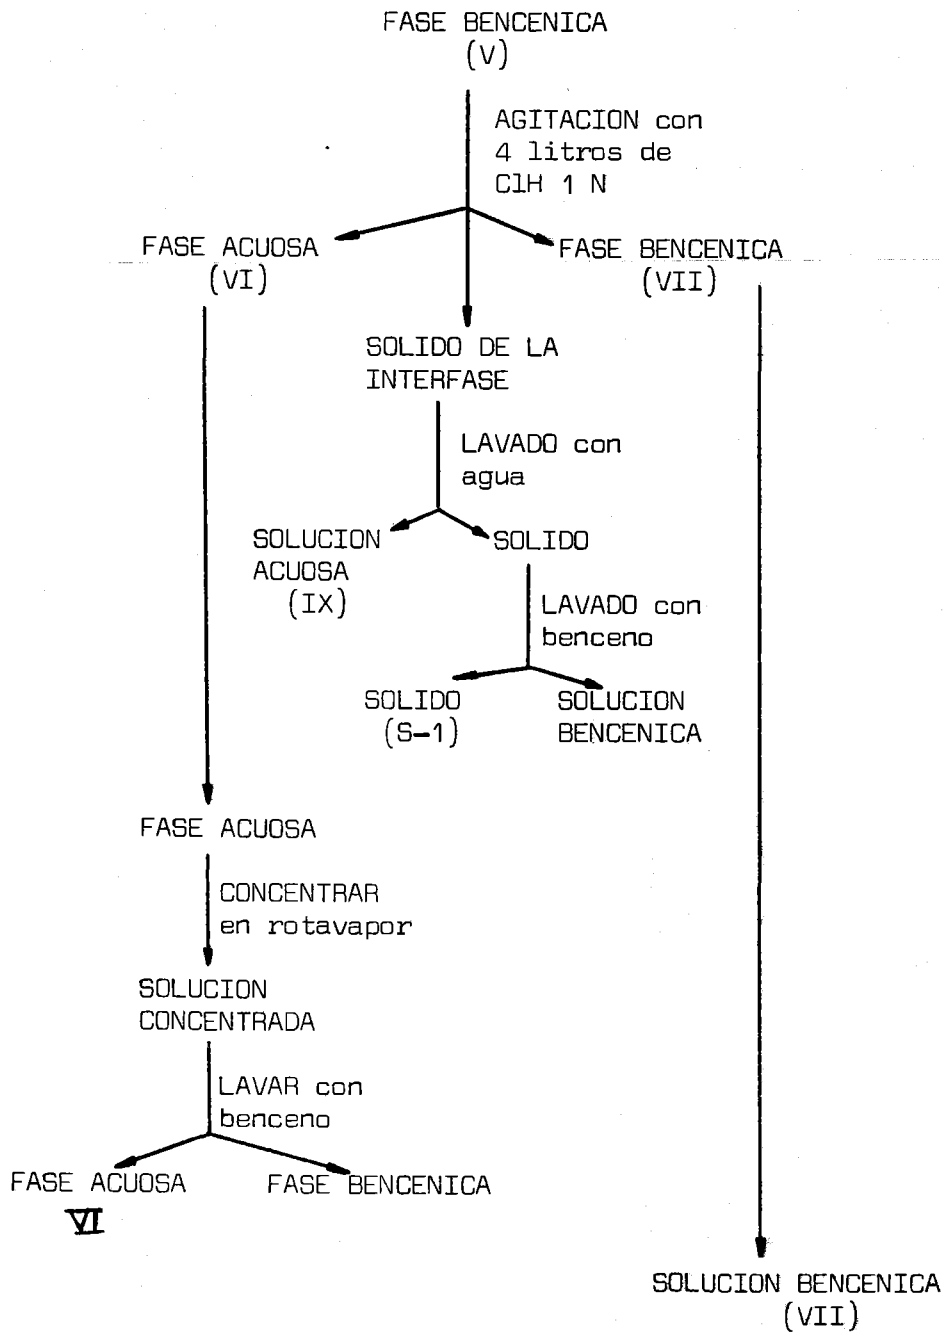 FASE BENCENICA
(V)
AGITACION con
4 litros de
ClH 1 N
FASE ACUOSA
(VI)
FASE BENCENICA
(VII)
SOLIDO DE LA
INTERFASE
LAVADO con
agua
SOLUCION
ACUOSA
(IX)
SOLIDO
LAVADO con
benceno
SOLIDO
(S-1)
SOLUCION
BENCENICA
FASE ACUOSA
CONCENTRAR
en rotavapor
SOLUCION
CONCENTRADA
LAVAR con
benceno
FASE ACUOSA
VI
FASE BENCENICA
SOLUCION BENCENICA
(VII)